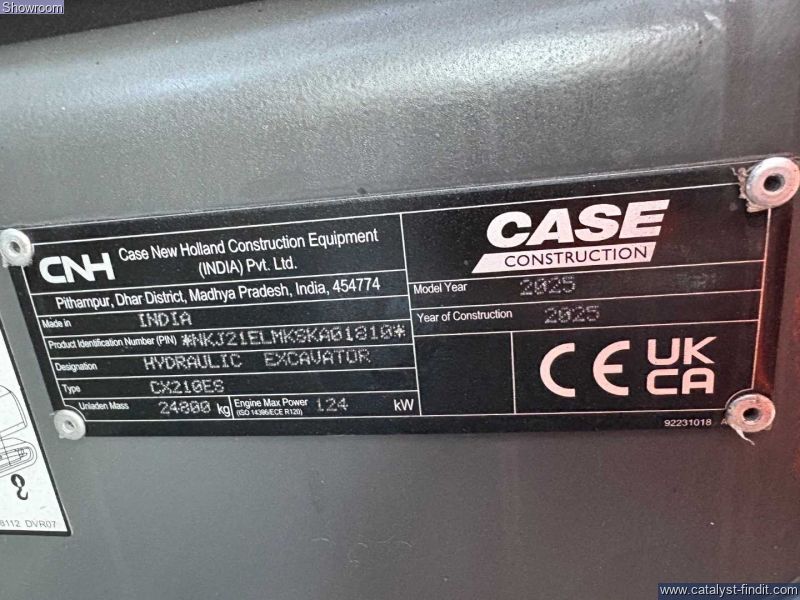 Showroom
CNH
Case New Holland Construction Equipment
(INDIA) Pvt. Ltd.
Pithampur, Dhar District, Madhya Pradesh, India, 454774
Made in INDIA
Product Identification Number (PIN) *NKJ21ELMKSKA01810*
Designation HYDRAULIC EXCAVATOR
Type CX210ES
Unladen Mass 24800 kg Engine Max Power (ISO 14396/ECE R120) 124 kW
CASE
CONSTRUCTION
Model Year 2025
Year of Construction 2025
CE UK
CA
92231018 A
8112 DVR07
www.catalyst-findit.com